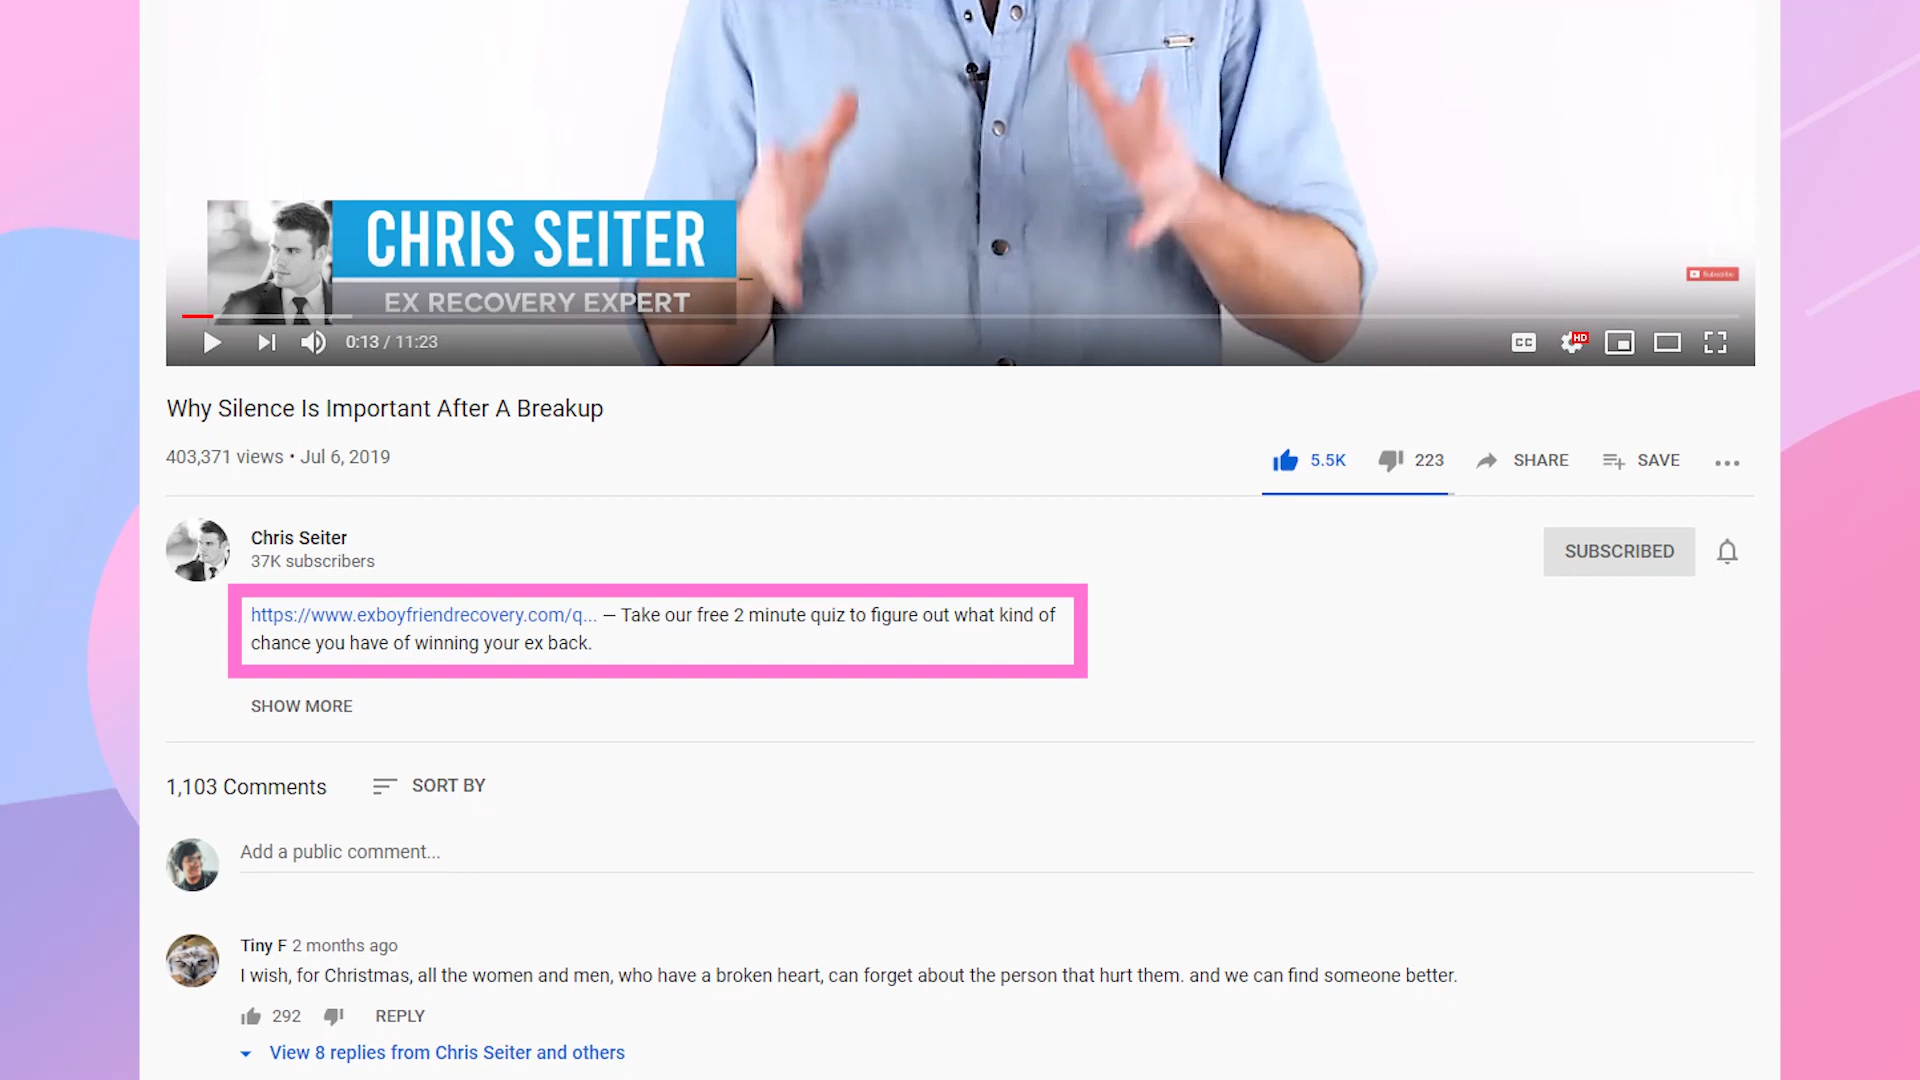 CHRIS SEITER
EX RECOVERY EXPERT
Subscribe
0:13 / 11:23
CC
HD
Why Silence Is Important After A Breakup
403,371 views • Jul 6, 2019
5.5K
223
SHARE
SAVE
Chris Seiter
37K subscribers
SUBSCRIBED
https://www.exboyfriendrecovery.com/q... — Take our free 2 minute quiz to figure out what kind of
chance you have of winning your ex back.
SHOW MORE
1,103 Comments
SORT BY
Add a public comment...
Tiny F 2 months ago
I wish, for Christmas, all the women and men, who have a broken heart, can forget about the person that hurt them. and we can find someone better.
292
REPLY
View 8 replies from Chris Seiter and others